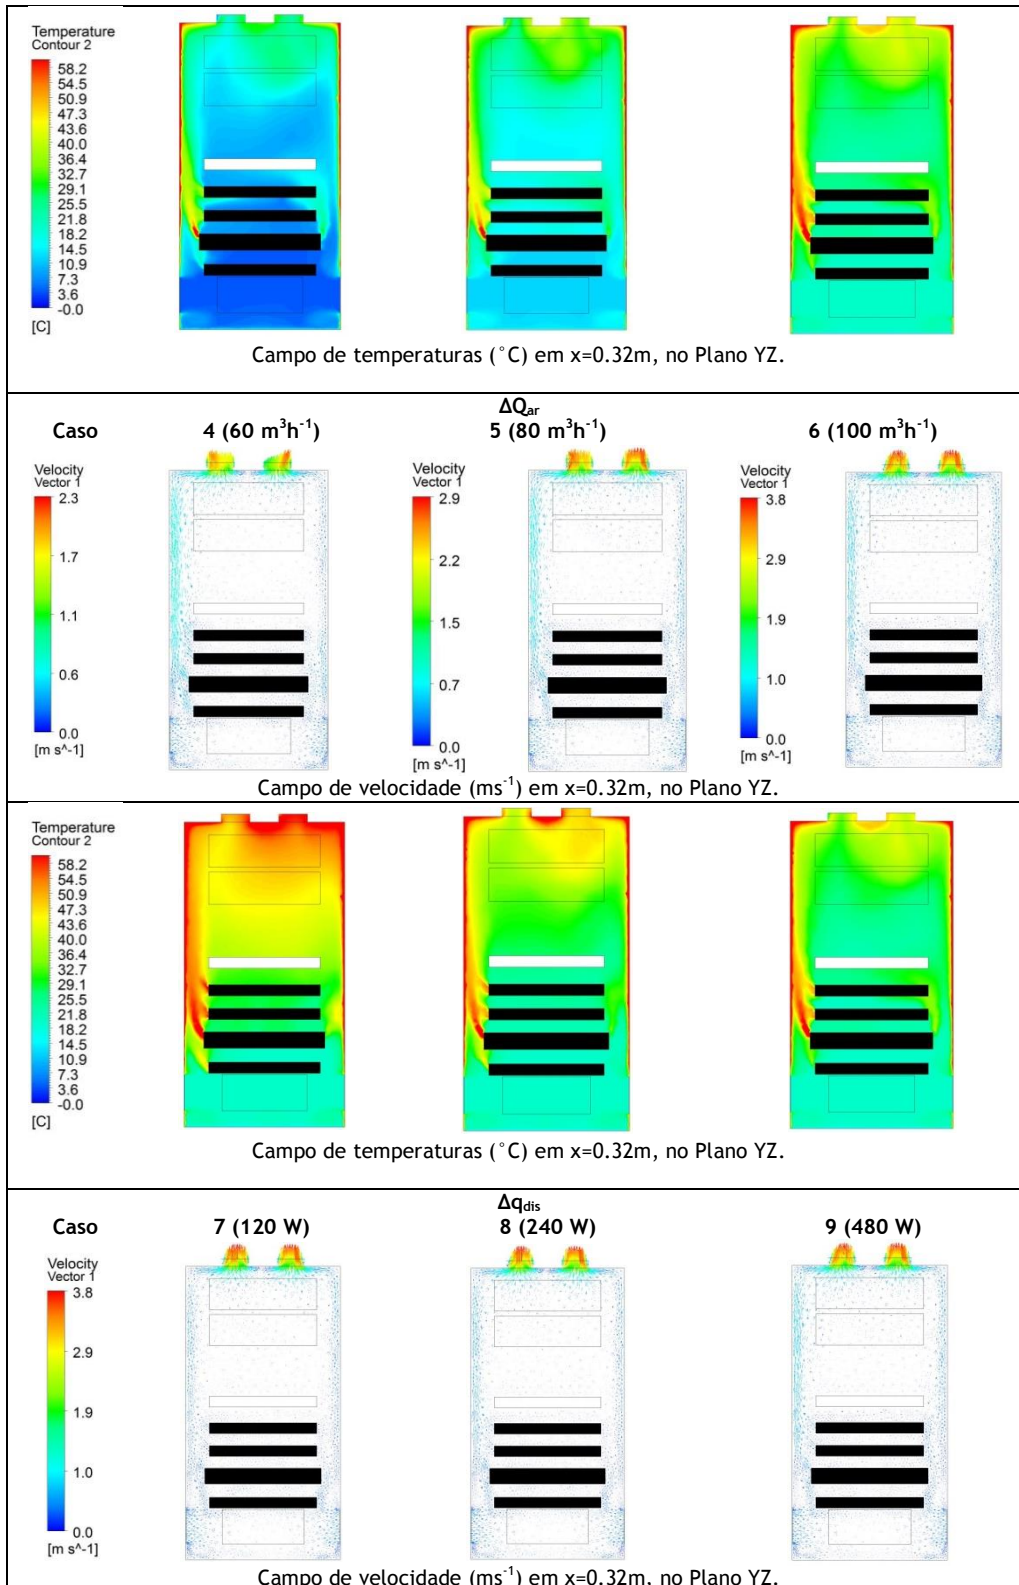 Temperature
Contour 2
58.2
54.5
50.9
47.3
43.6
40.0
36.4
32.7
29.1
25.5
21.8
18.2
14.5
10.9
7.3
3.6
-0.0
[C]
Campo de temperaturas (°C) em x=0.32m, no Plano YZ.
ΔQar
Caso 4 (60 m³h⁻¹) 5 (80 m³h⁻¹) 6 (100 m³h⁻¹)
Velocity
Vector 1
2.3
1.7
1.1
0.6
0.0
[m s^-1]
Velocity
Vector 1
2.9
2.2
1.5
0.7
0.0
[m s^-1]
Velocity
Vector 1
3.8
2.9
1.9
1.0
0.0
[m s^-1]
Campo de velocidade (ms⁻¹) em x=0.32m, no Plano YZ.
Temperature
Contour 2
58.2
54.5
50.9
47.3
43.6
40.0
36.4
32.7
29.1
25.5
21.8
18.2
14.5
10.9
7.3
3.6
-0.0
[C]
Campo de temperaturas (°C) em x=0.32m, no Plano YZ.
Δqdis
Caso 7 (120 W) 8 (240 W) 9 (480 W)
Velocity
Vector 1
3.8
2.9
1.9
1.0
0.0
[m s^-1]
Campo de velocidade (ms⁻¹) em x=0.32m, no Plano YZ.